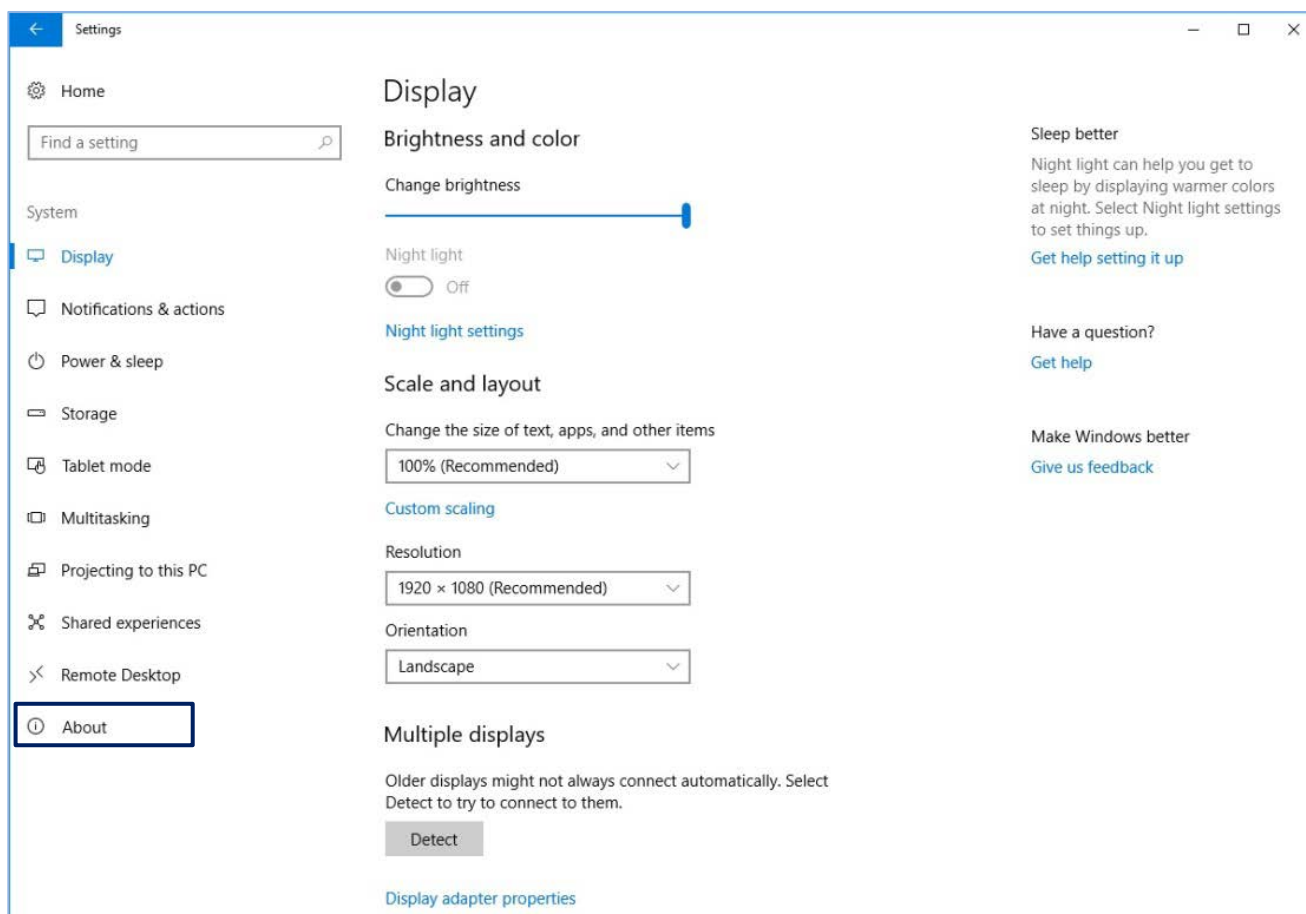 Settings
Home
Find a setting
System
Display
Notifications & actions
Power & sleep
Storage
Tablet mode
Multitasking
Projecting to this PC
Shared experiences
Remote Desktop
About
Display
Brightness and color
Change brightness
Night light
Off
Night light settings
Scale and layout
Change the size of text, apps, and other items
100% (Recommended)
Custom scaling
Resolution
1920 × 1080 (Recommended)
Orientation
Landscape
Multiple displays
Older displays might not always connect automatically. Select
Detect to try to connect to them.
Detect
Display adapter properties
Sleep better
Night light can help you get to
sleep by displaying warmer colors
at night. Select Night light settings
to set things up.
Get help setting it up
Have a question?
Get help
Make Windows better
Give us feedback